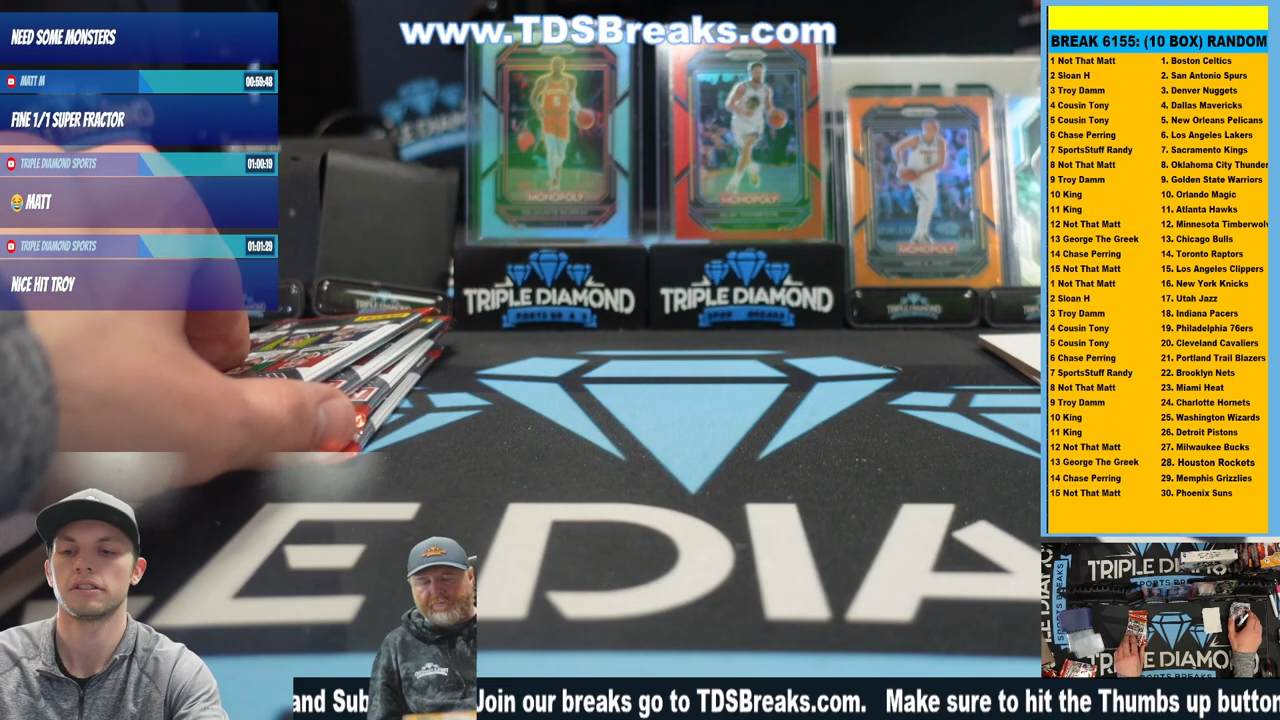 www.TDSBreaks.com
NEED SOME MONSTERS
MATT M
00:59:48
FINE 1/1 SUPER FRACTOR
TRIPLE DIAMOND SPORTS
01:00:19
😂 MATT
TRIPLE DIAMOND SPORTS
01:01:29
NICE HIT TROY
MONOPOLY
MONOPOLY
MONOPOLY
TRIPLE DIAMOND
TRIPLE DIAMOND
E DIA
BREAK 6155: (10 BOX) RANDOM
1 Not That Matt 1. Boston Celtics
2 Sloan H 2. San Antonio Spurs
3 Troy Damm 3. Denver Nuggets
4 Cousin Tony 4. Dallas Mavericks
5 Cousin Tony 5. New Orleans Pelicans
6 Chase Perring 6. Los Angeles Lakers
7 SportsStuff Randy 7. Sacramento Kings
8 Not That Matt 8. Oklahoma City Thunder
9 Troy Damm 9. Golden State Warriors
10 King 10. Orlando Magic
11 King 11. Atlanta Hawks
12 Not That Matt 12. Minnesota Timberwolv
13 George The Greek 13. Chicago Bulls
14 Chase Perring 14. Toronto Raptors
15 Not That Matt 15. Los Angeles Clippers
1 Not That Matt 16. New York Knicks
2 Sloan H 17. Utah Jazz
3 Troy Damm 18. Indiana Pacers
4 Cousin Tony 19. Philadelphia 76ers
5 Cousin Tony 20. Cleveland Cavaliers
6 Chase Perring 21. Portland Trail Blazers
7 SportsStuff Randy 22. Brooklyn Nets
8 Not That Matt 23. Miami Heat
9 Troy Damm 24. Charlotte Hornets
10 King 25. Washington Wizards
11 King 26. Detroit Pistons
12 Not That Matt 27. Milwaukee Bucks
13 George The Greek 28. Houston Rockets
14 Chase Perring 29. Memphis Grizzlies
15 Not That Matt 30. Phoenix Suns
TRIPLE DIAMO
SPORTS BREAKS
TRIPLE DIAMO
and Sub Join our breaks go to TDSBreaks.com. Make sure to hit the Thumbs up button